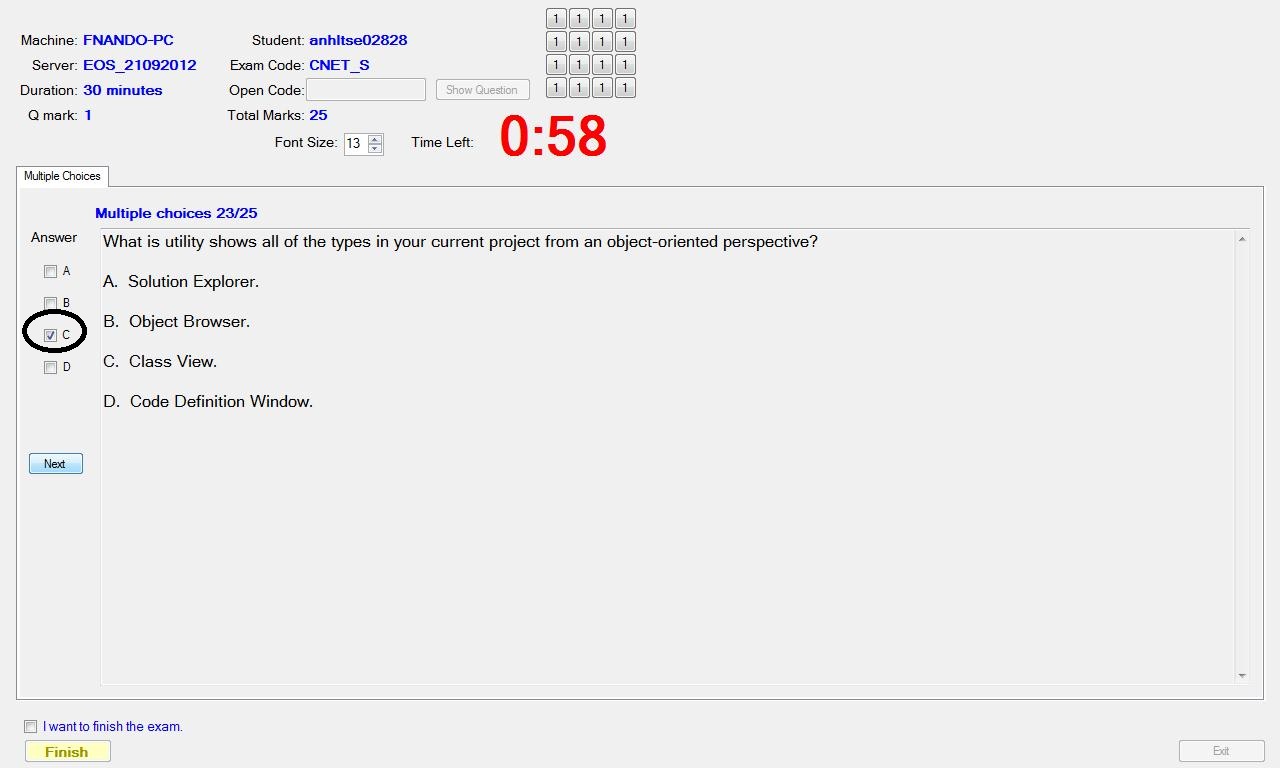 Machine: FNANDO-PC Student: anhltse02828
Server: EOS_21092012 Exam Code: CNET_S
Duration: 30 minutes Open Code: Show Question
Q mark: 1 Total Marks: 25
1 1 1 1
1 1 1 1
1 1 1 1
1 1 1 1
Font Size: 13 Time Left: 0:58
Multiple Choices
Multiple choices 23/25
Answer
A
B
C
D
What is utility shows all of the types in your current project from an object-oriented perspective?
A. Solution Explorer.
B. Object Browser.
C. Class View.
D. Code Definition Window.
Next
I want to finish the exam.
Finish Exit